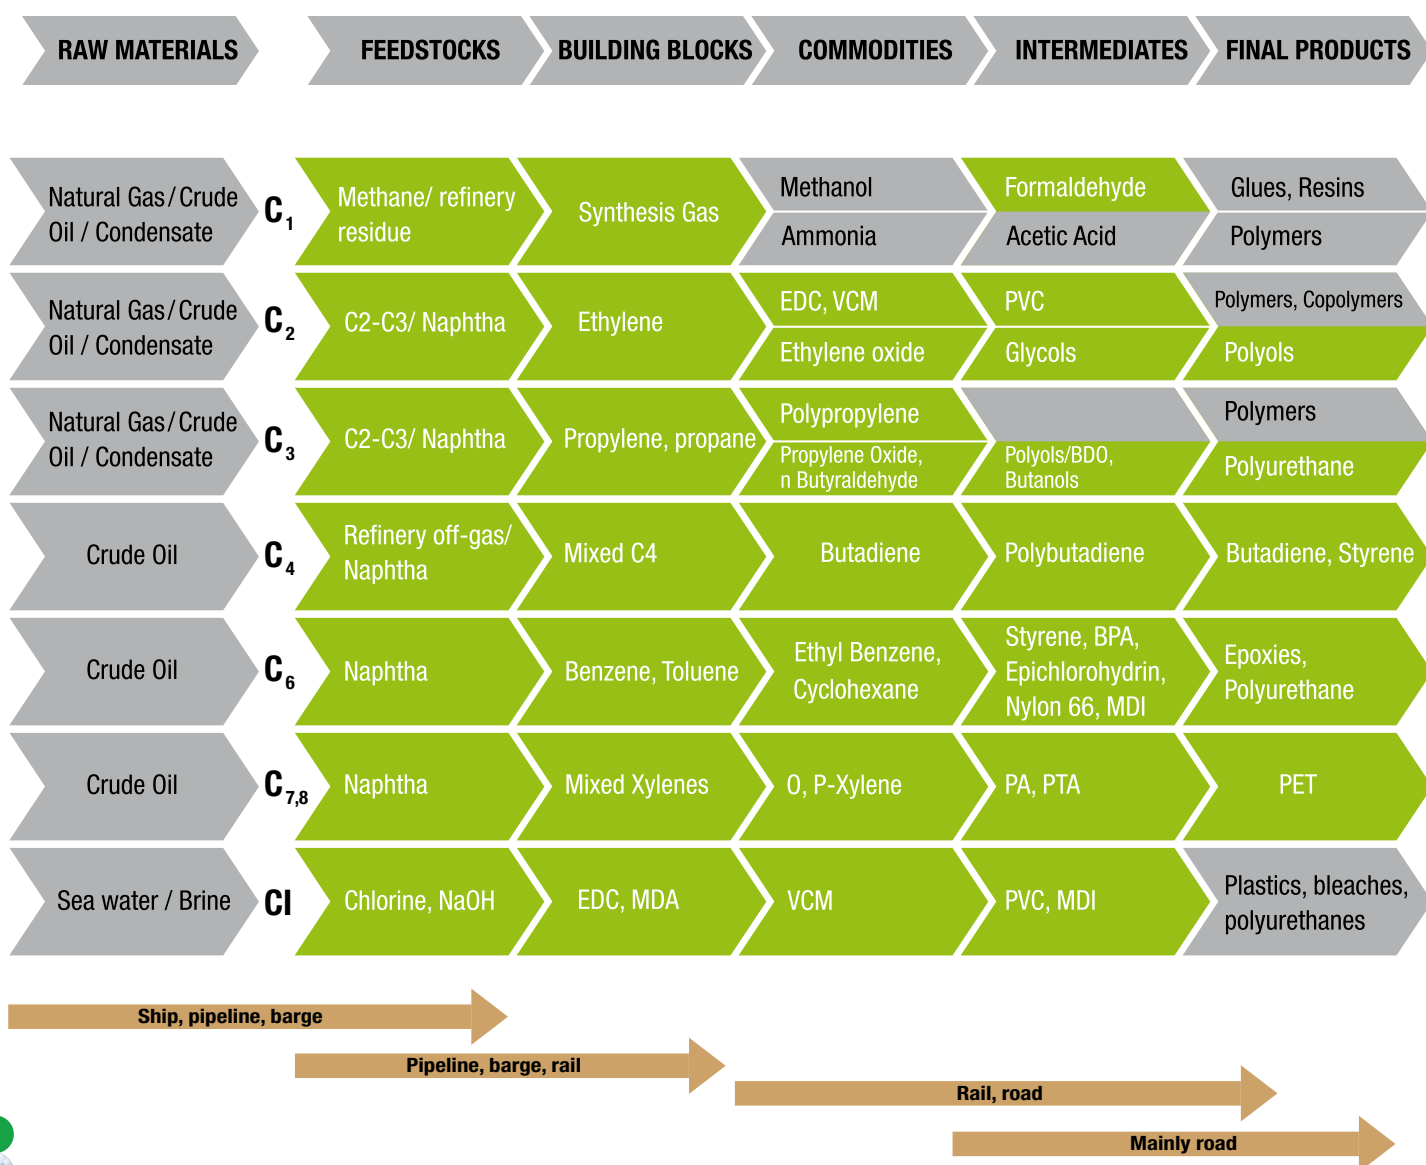 RAW MATERIALS
FEEDSTOCKS
BUILDING BLOCKS
COMMODITIES
INTERMEDIATES
FINAL PRODUCTS
Natural Gas/Crude
Oil / Condensate
C1
Methane/ refinery
residue
Synthesis Gas
Methanol
Ammonia
Formaldehyde
Acetic Acid
Glues, Resins
Polymers
Natural Gas/Crude
Oil / Condensate
C2
C2-C3/ Naphtha
Ethylene
EDC, VCM
Ethylene oxide
PVC
Glycols
Polymers, Copolymers
Polyols
Natural Gas/Crude
Oil / Condensate
C3
C2-C3/ Naphtha
Propylene, propane
Polypropylene
Propylene Oxide,
n Butyraldehyde
Polyols/BDO,
Butanols
Polymers
Polyurethane
Crude Oil
C4
Refinery off-gas/
Naphtha
Mixed C4
Butadiene
Polybutadiene
Butadiene, Styrene
Crude Oil
C6
Naphtha
Benzene, Toluene
Ethyl Benzene,
Cyclohexane
Styrene, BPA,
Epichlorohydrin,
Nylon 66, MDI
Epoxies,
Polyurethane
Crude Oil
C7,8
Naphtha
Mixed Xylenes
O, P-Xylene
PA, PTA
PET
Sea water / Brine
Cl
Chlorine, NaOH
EDC, MDA
VCM
PVC, MDI
Plastics, bleaches,
polyurethanes
Ship, pipeline, barge
Pipeline, barge, rail
Rail, road
Mainly road